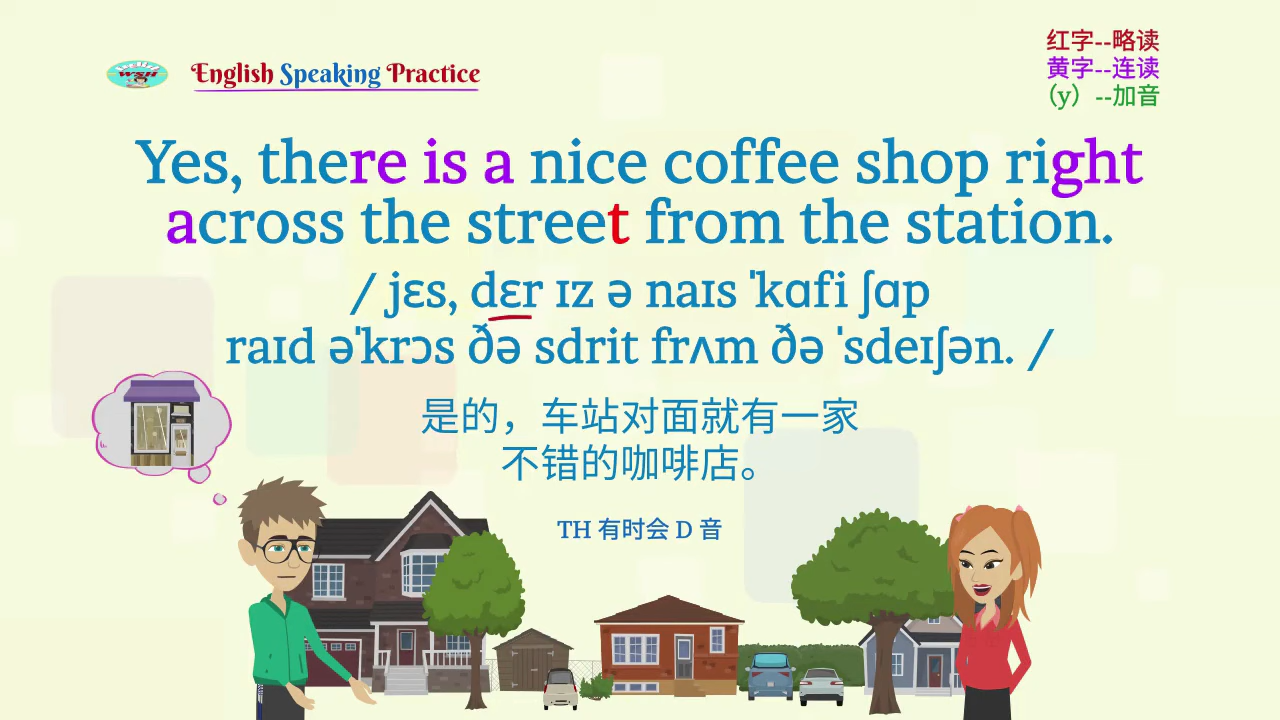 English Speaking Practice
红字--略读
黄字--连读
（y）--加音
Yes, there is a nice coffee shop right
across the street from the station.
/ jɛs, dɛr ɪz ə naɪs ˈkɑfi ʃɑp
raɪd əˈkrɔs ðə sdrit frʌm ðə ˈsdeɪʃən. /
是的，车站对面就有一家
不错的咖啡店。
TH 有时会 D 音